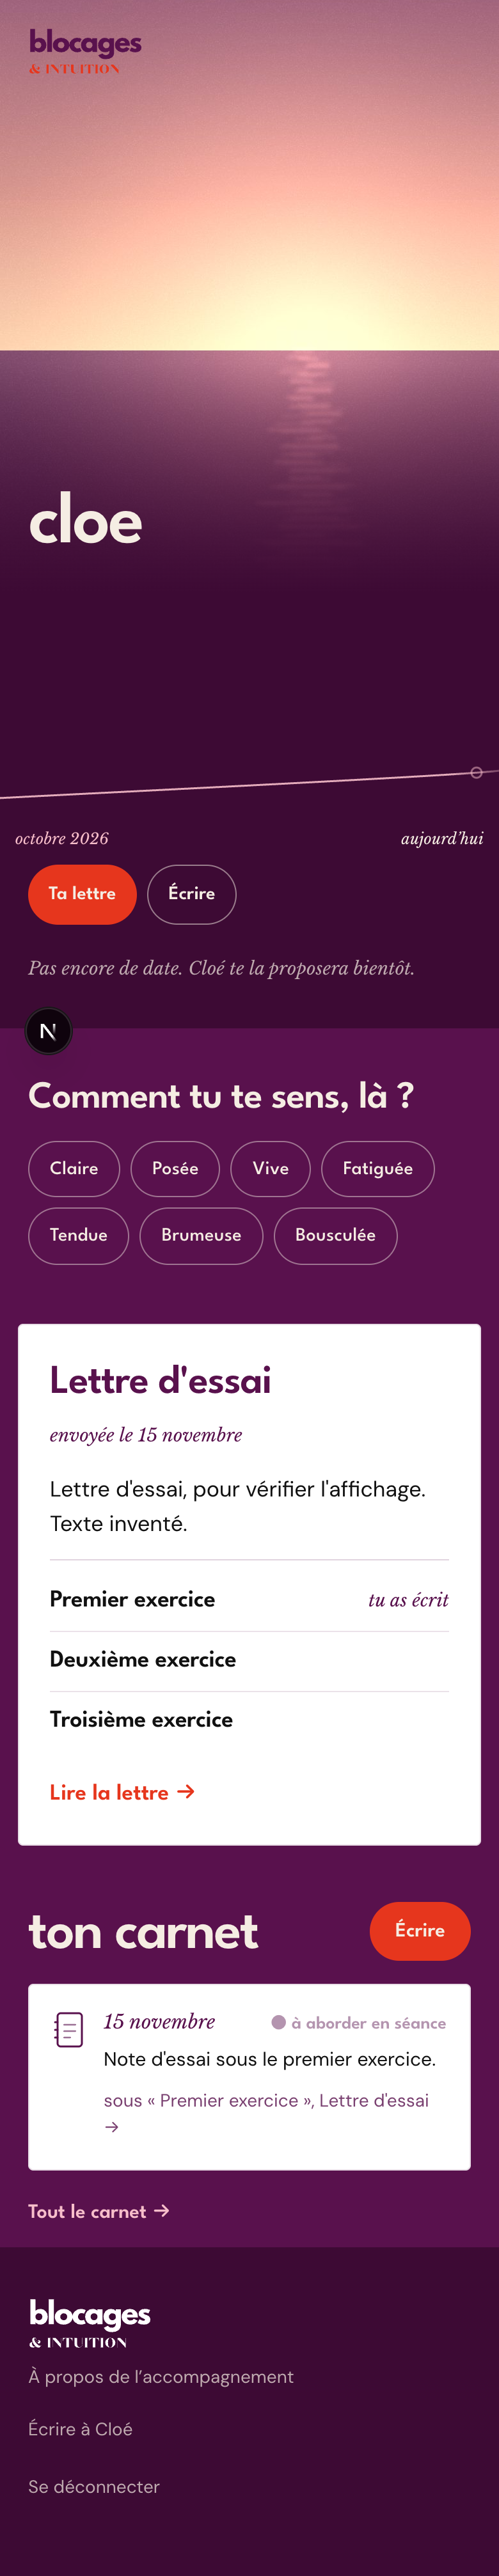 blocages
& INTUITION
cloe
octobre 2026
aujourd’hui
Ta lettre
Écrire
Pas encore de date. Cloé te la proposera bientôt.
N
Comment tu te sens, là ?
Claire
Posée
Vive
Fatiguée
Tendue
Brumeuse
Bousculée
Lettre d'essai
envoyée le 15 novembre
Lettre d'essai, pour vérifier l'affichage.
Texte inventé.
Premier exercice
tu as écrit
Deuxième exercice
Troisième exercice
Lire la lettre →
ton carnet
Écrire
15 novembre
à aborder en séance
Note d'essai sous le premier exercice.
sous « Premier exercice », Lettre d'essai
→
Tout le carnet →
blocages
& INTUITION
À propos de l’accompagnement
Écrire à Cloé
Se déconnecter